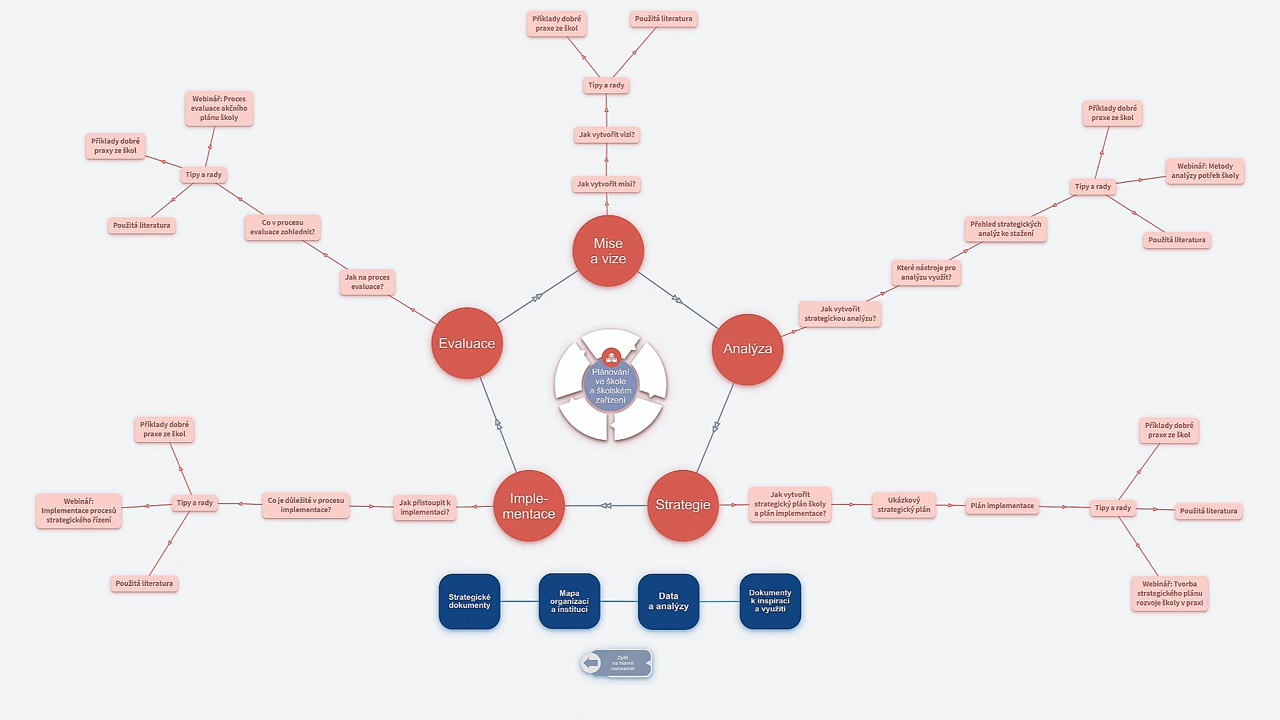 Příklady dobré
praxe ze škol
Použitá literatura
Tipy a rady
Jak vytvořit vizi?
Jak vytvořit misi?
Mise
a vize
Webinář: Proces
evaluace akčního
plánu školy
Příklady dobré
praxy ze škol
Tipy a rady
Použitá literatura
Co v procesu
evaluace zohlednit?
Jak na proces
evaluace?
Evaluace
Příklady dobré
praxe ze škol
Webinář: Metody
analýzy potřeb školy
Tipy a rady
Použitá literatura
Přehled strategických
analýz ke stažení
Které nástroje pro
analýzu využít?
Jak vytvořit
strategickou analýzu?
Analýza
Plánování
ve škole
a školském
zařízení
Příklady dobré
praxe ze škol
Webinář:
Implementace procesů
strategického řízení
Tipy a rady
Použitá literatura
Co je důležité v procesu
implementace?
Jak přistoupit k
implementaci?
Imple-
mentace
Strategie
Jak vytvořit
strategický plán školy
a plán implementace?
Ukázkový
strategický plán
Plán implementace
Tipy a rady
Příklady dobré
praxe ze škol
Použitá literatura
Webinář: Tvorba
strategického plánu
rozvoje školy v praxi
Strategické
dokumenty
Mapa
organizací
a institucí
Data
a analýzy
Dokumenty
k inspiraci
a využití
Zpět
na hlavní
rozcestník